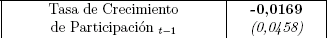 Tasa de Crecimiento -0,0169
de Participación t−1 (0,0458)